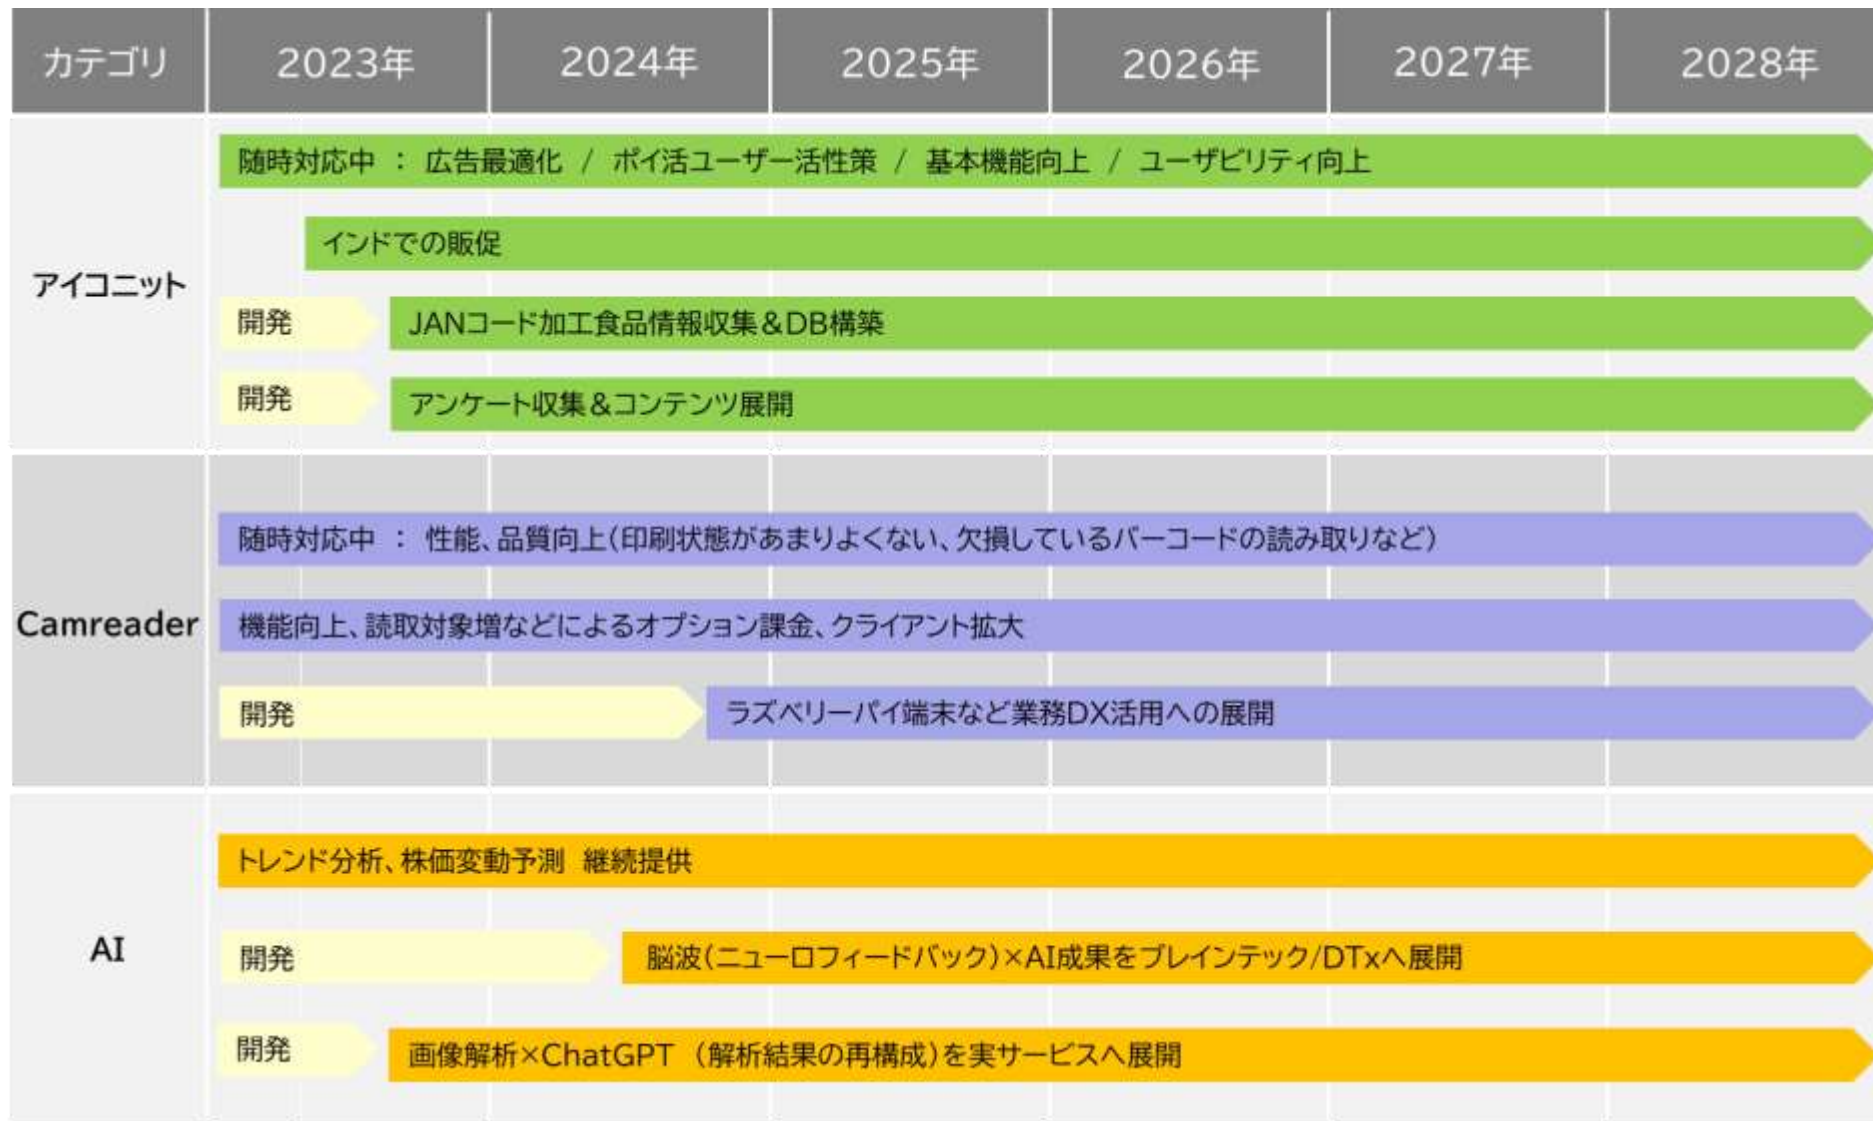 カテゴリ 2023年 2024年 2025年 2026年 2027年 2028年
アイコニット
随時対応中 : 広告最適化 / ポイ活ユーザー活性策 / 基本機能向上 / ユーザビリティ向上
インドでの販促
開発 JANコード加工食品情報収集&DB構築
開発 アンケート収集&コンテンツ展開
Camreader
随時対応中 : 性能、品質向上(印刷状態があまりよくない、欠損しているバーコードの読み取りなど)
機能向上、読取対象増などによるオプション課金、クライアント拡大
開発 ラズベリーパイ端末など業務DX活用への展開
AI
トレンド分析、株価変動予測 継続提供
開発 脳波(ニューロフィードバック)×AI成果をブレインテック/DTxへ展開
開発 画像解析×ChatGPT (解析結果の再構成)を実サービスへ展開